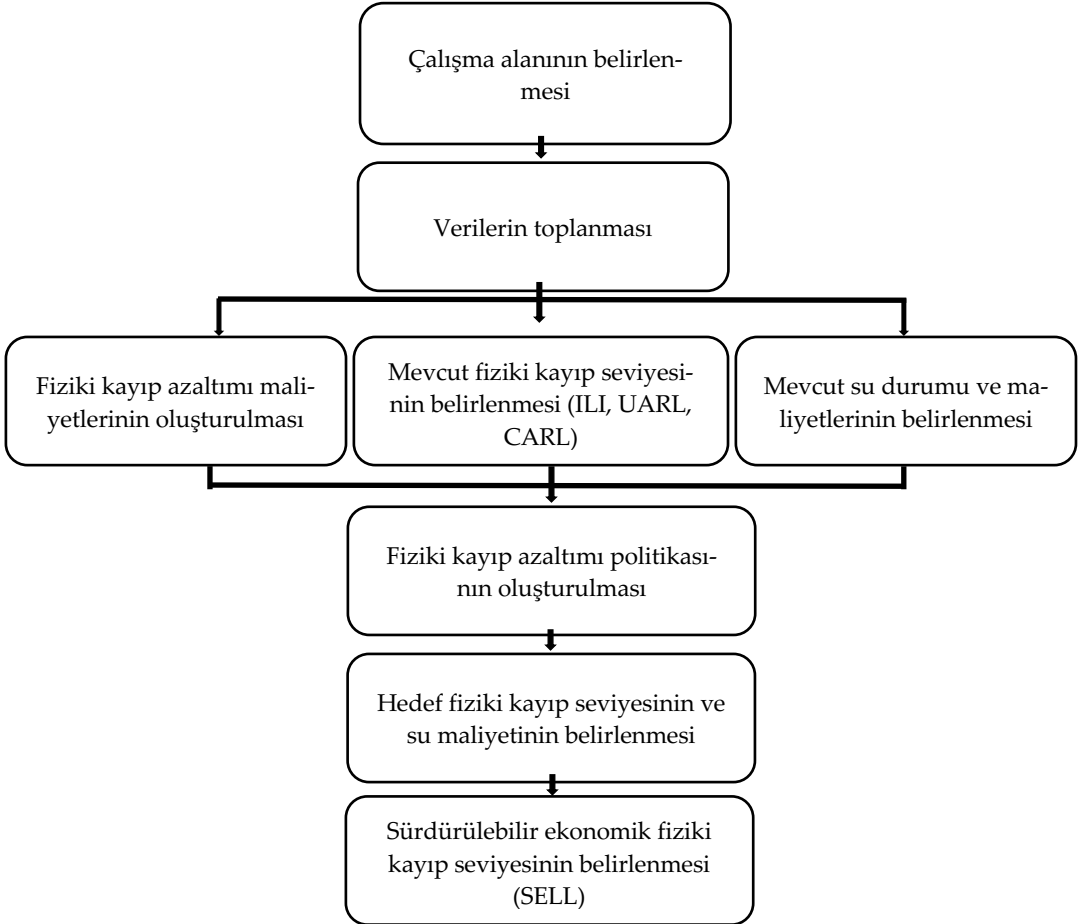 Çalışma alanının belirlen-
mesi
Verilerin toplanması
Fiziki kayıp azaltımı mali-
yetlerinin oluşturulması
Mevcut fiziki kayıp seviyesi-
nin belirlenmesi (ILI, UARL,
CARL)
Mevcut su durumu ve ma-
liyetlerinin belirlenmesi
Fiziki kayıp azaltımı politikası-
nın oluşturulması
Hedef fiziki kayıp seviyesinin ve
su maliyetinin belirlenmesi
Sürdürülebilir ekonomik fiziki
kayıp seviyesinin belirlenmesi
(SELL)